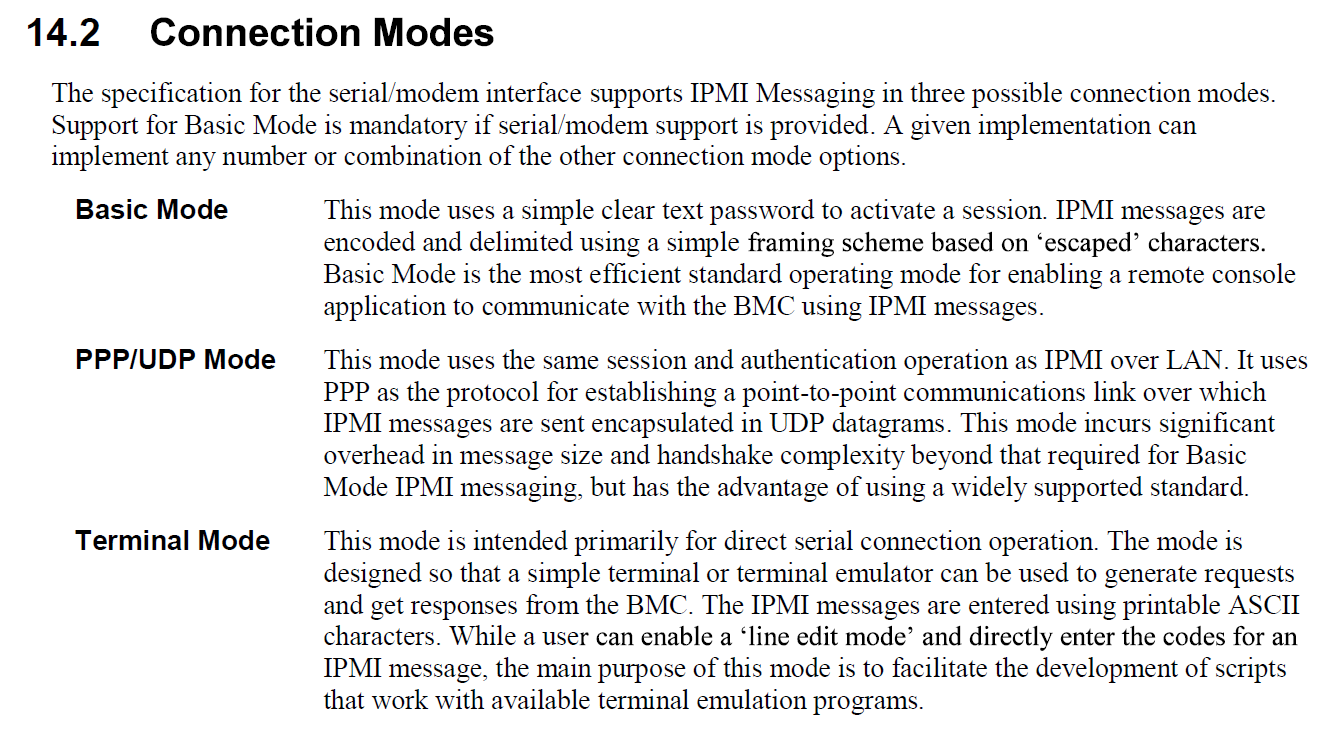 14.2 Connection Modes
The specification for the serial/modem interface supports IPMI Messaging in three possible connection modes.
Support for Basic Mode is mandatory if serial/modem support is provided. A given implementation can
implement any number or combination of the other connection mode options.
Basic Mode This mode uses a simple clear text password to activate a session. IPMI messages are
encoded and delimited using a simple framing scheme based on ‘escaped’ characters.
Basic Mode is the most efficient standard operating mode for enabling a remote console
application to communicate with the BMC using IPMI messages.
PPP/UDP Mode This mode uses the same session and authentication operation as IPMI over LAN. It uses
PPP as the protocol for establishing a point-to-point communications link over which
IPMI messages are sent encapsulated in UDP datagrams. This mode incurs significant
overhead in message size and handshake complexity beyond that required for Basic
Mode IPMI messaging, but has the advantage of using a widely supported standard.
Terminal Mode This mode is intended primarily for direct serial connection operation. The mode is
designed so that a simple terminal or terminal emulator can be used to generate requests
and get responses from the BMC. The IPMI messages are entered using printable ASCII
characters. While a user can enable a ‘line edit mode’ and directly enter the codes for an
IPMI message, the main purpose of this mode is to facilitate the development of scripts
that work with available terminal emulation programs.